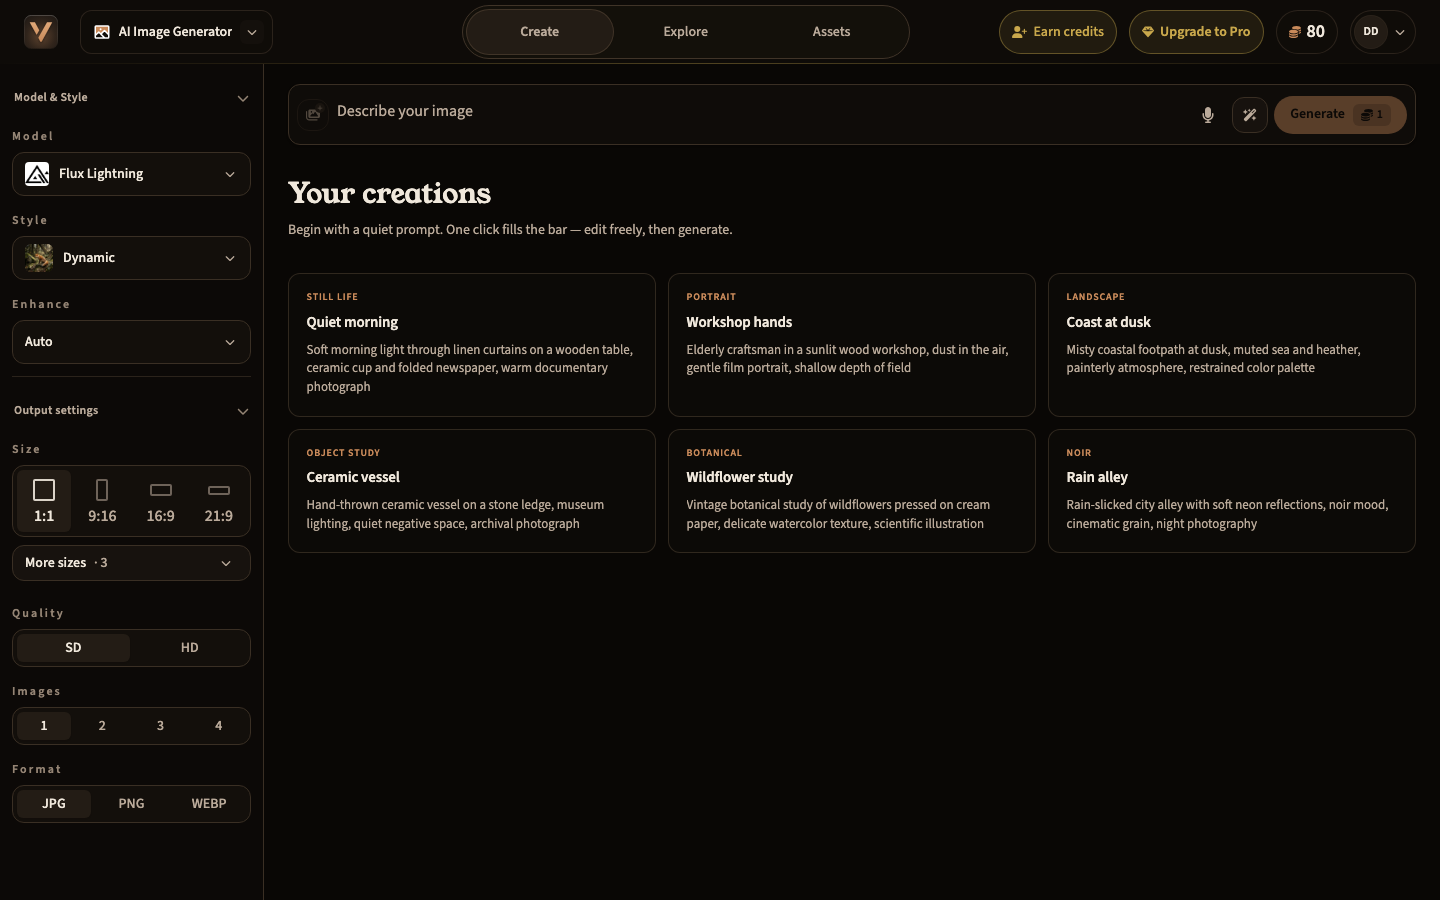 AI Image Generator
Create
Explore
Assets
Earn credits
Upgrade to Pro
80
DD
Model & Style
Model
Flux Lightning
Style
Dynamic
Enhance
Auto
Output settings
Size
1:1
9:16
16:9
21:9
More sizes · 3
Quality
SD
HD
Images
1
2
3
4
Format
JPG
PNG
WEBP
Describe your image
Generate
1
Your creations
Begin with a quiet prompt. One click fills the bar — edit freely, then generate.
STILL LIFE
Quiet morning
Soft morning light through linen curtains on a wooden table,
ceramic cup and folded newspaper, warm documentary
photograph
PORTRAIT
Workshop hands
Elderly craftsman in a sunlit wood workshop, dust in the air,
gentle film portrait, shallow depth of field
LANDSCAPE
Coast at dusk
Misty coastal footpath at dusk, muted sea and heather,
painterly atmosphere, restrained color palette
OBJECT STUDY
Ceramic vessel
Hand-thrown ceramic vessel on a stone ledge, museum
lighting, quiet negative space, archival photograph
BOTANICAL
Wildflower study
Vintage botanical study of wildflowers pressed on cream
paper, delicate watercolor texture, scientific illustration
NOIR
Rain alley
Rain-slicked city alley with soft neon reflections, noir mood,
cinematic grain, night photography